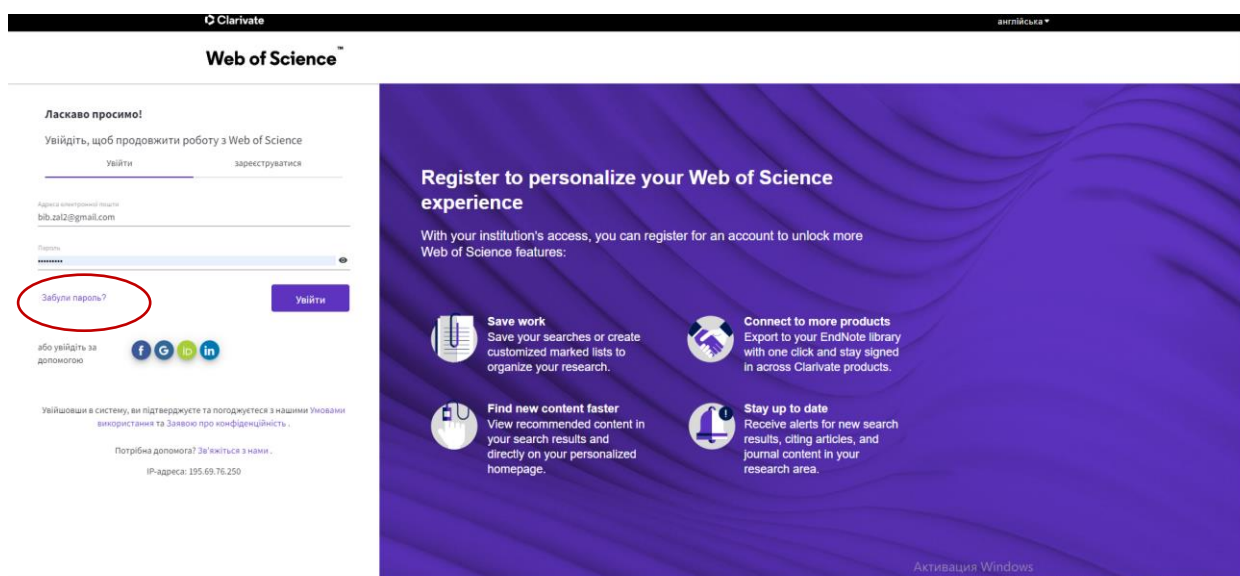 Clarivate
англійська
Web of Science™
Ласкаво просимо!
Увійдіть, щоб продовжити роботу з Web of Science
Увійти
зареєструватися
Адреса електронної пошти
bib.zal2@gmail.com
Пароль
•••••••••
Забули пароль?
Увійти
або увійдіть за
допомогою
f G iD in
Увійшовши в систему, ви підтверджуєте та погоджуєтеся з нашими Умовами
використання та Заявою про конфіденційність .
Потрібна допомога? Зв'яжіться з нами .
IP-адреса: 195.69.76.250
Register to personalize your Web of Science
experience
With your institution's access, you can register for an account to unlock more
Web of Science features:
Save work
Save your searches or create
customized marked lists to
organize your research.
Connect to more products
Export to your EndNote library
with one click and stay signed
in across Clarivate products.
Find new content faster
View recommended content in
your search results and
directly on your personalized
homepage.
Stay up to date
Receive alerts for new search
results, citing articles, and
journal content in your
research area.
Активация Windows